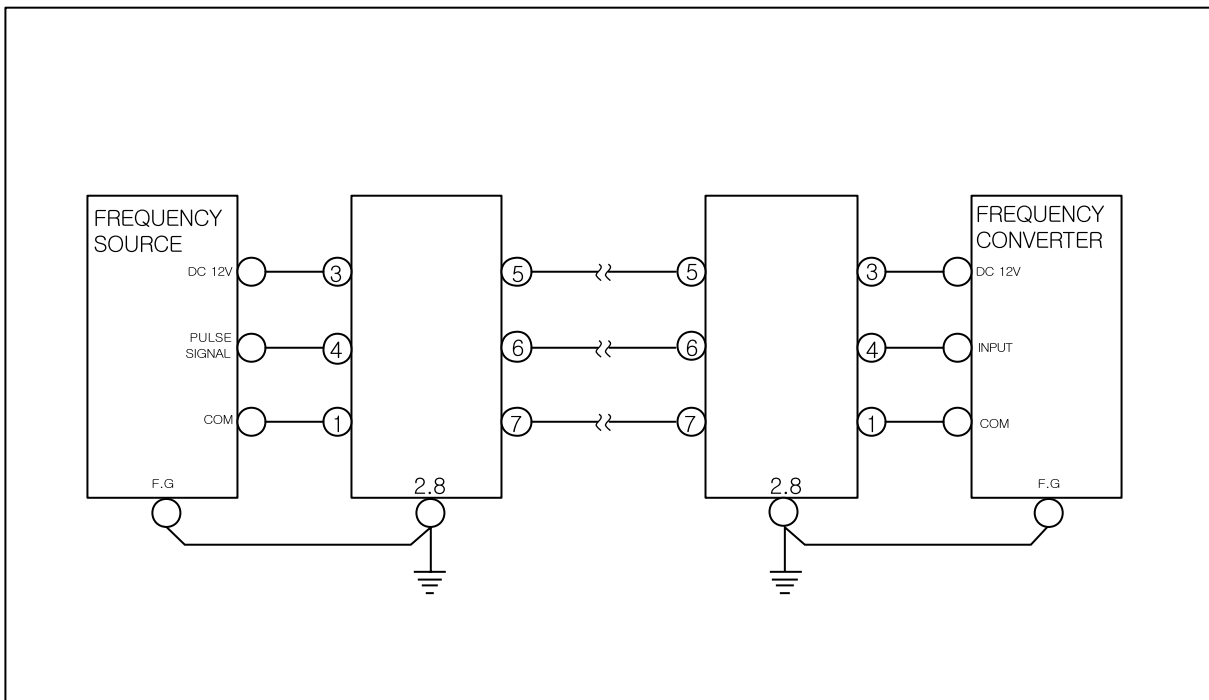 FREQUENCY
SOURCE
DC 12V
PULSE
SIGNAL
COM
F.G
3
4
1
5
6
7
2.8
5
6
7
3
4
1
2.8
FREQUENCY
CONVERTER
DC 12V
INPUT
COM
F.G